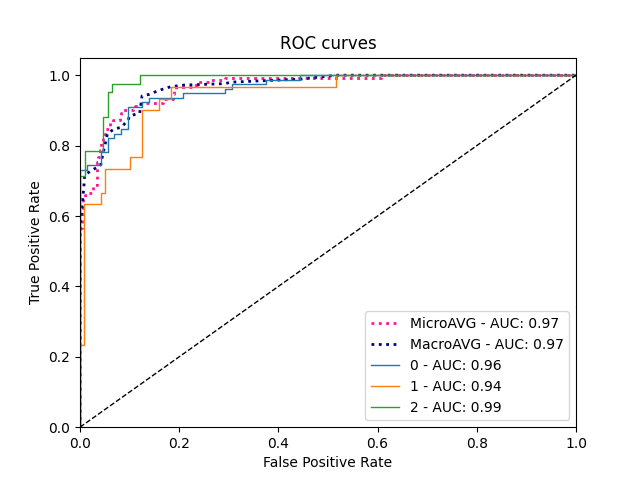 ROC curves
1.0
0.8
0.6
0.4
0.2
0.0
True Positive Rate
MicroAVG - AUC: 0.97
MacroAVG - AUC: 0.97
0 - AUC: 0.96
1 - AUC: 0.94
2 - AUC: 0.99
0.0 0.2 0.4 0.6 0.8 1.0
False Positive Rate